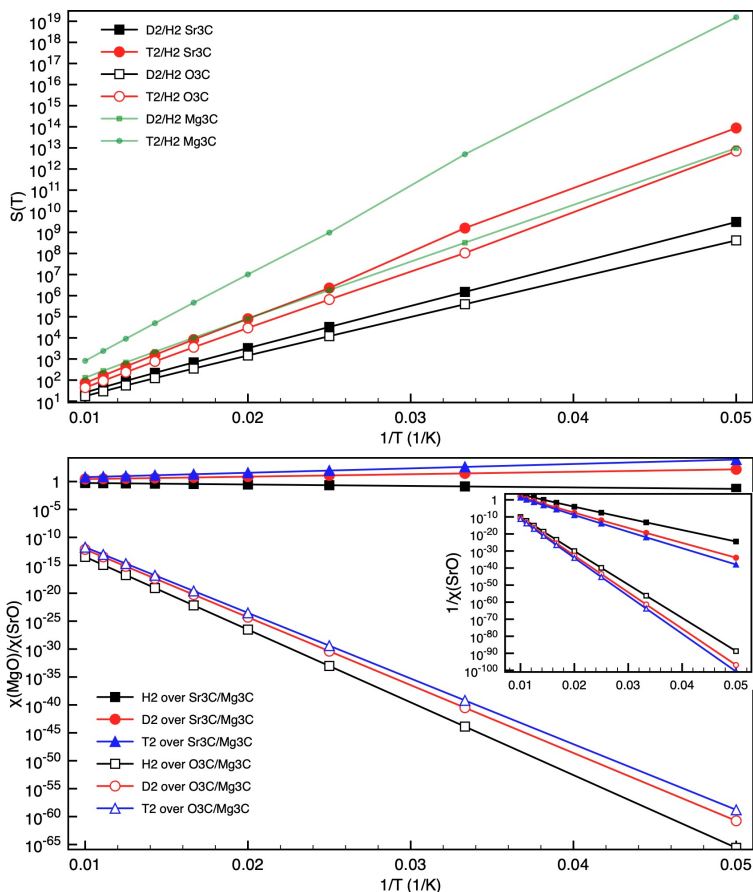 10^19
10^18
10^17
10^16
10^15
10^14
10^13
10^12
10^11
10^10
10^9
10^8
10^7
10^6
10^5
10^4
10^3
10^2
10^1
S(T)
D2/H2 Sr3C
T2/H2 Sr3C
D2/H2 O3C
T2/H2 O3C
D2/H2 Mg3C
T2/H2 Mg3C
0.01 0.02 0.03 0.04 0.05
1/T (1/K)
1
10^-5
10^-10
10^-15
10^-20
10^-25
10^-30
10^-35
10^-40
10^-45
10^-50
10^-55
10^-60
10^-65
χ(MgO)/χ(SrO)
1
10^-10
10^-20
10^-30
10^-40
10^-50
10^-60
10^-70
10^-80
10^-90
10^-100
1/χ(SrO)
0.01 0.02 0.03 0.04 0.05
H2 over Sr3C/Mg3C
D2 over Sr3C/Mg3C
T2 over Sr3C/Mg3C
H2 over O3C/Mg3C
D2 over O3C/Mg3C
T2 over O3C/Mg3C
0.01 0.02 0.03 0.04 0.05
1/T (1/K)